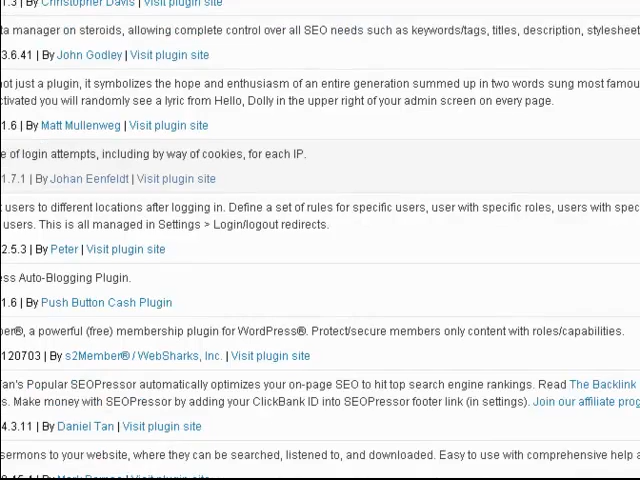 1.3 | By Christopher Davis | Visit plugin site
ta manager on steroids, allowing complete control over all SEO needs such as keywords/tags, titles, description, stylesheet
3.6.41 | By John Godley | Visit plugin site
not just a plugin, it symbolizes the hope and enthusiasm of an entire generation summed up in two words sung most famou
ctivated you will randomly see a lyric from Hello, Dolly in the upper right of your admin screen on every page.
1.6 | By Matt Mullenweg | Visit plugin site
e of login attempts, including by way of cookies, for each IP.
1.7.1 | By Johan Eenfeldt | Visit plugin site
t users to different locations after logging in. Define a set of rules for specific users, user with specific roles, users with spec
users. This is all managed in Settings > Login/logout redirects.
2.5.3 | By Peter | Visit plugin site
ess Auto-Blogging Plugin.
1.6 | By Push Button Cash Plugin
ber®, a powerful (free) membership plugin for WordPress®. Protect/secure members only content with roles/capabilities.
120703 | By s2Member® / WebSharks, Inc. | Visit plugin site
Tan's Popular SEOPressor automatically optimizes your on-page SEO to hit top search engine rankings. Read The Backlink
s. Make money with SEOPressor by adding your ClickBank ID into SEOPressor footer link (in settings). Join our affiliate prog
4.3.11 | By Daniel Tan | Visit plugin site
sermons to your website, where they can be searched, listened to, and downloaded. Easy to use with comprehensive help a
By Mark Barnes | Visit plugin site